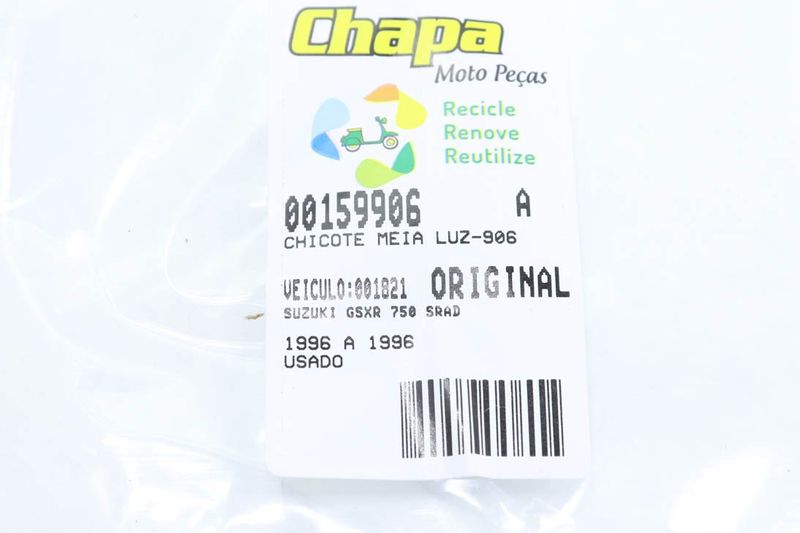 Chapa
Moto Peças
Recicle
Renove
Reutilize
00159906 A
CHICOTE MEIA LUZ-906
VEICULO:001821 ORIGINAL
SUZUKI GSXR 750 SRAD
1996 A 1996
USADO